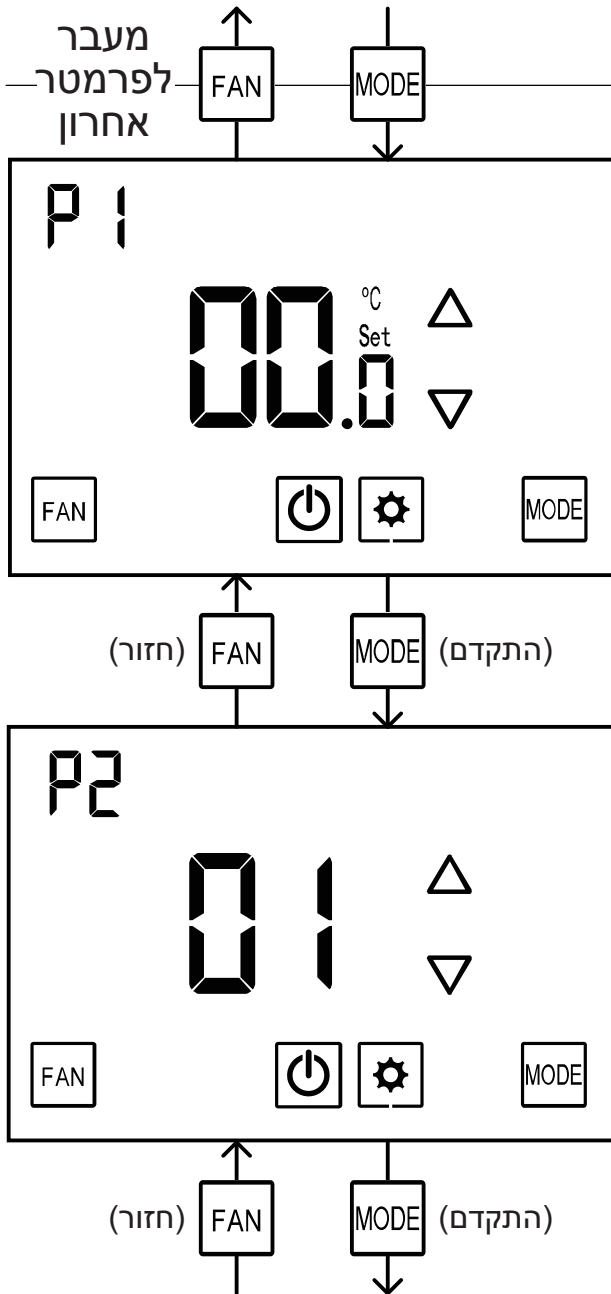 מעבר
לפרמטר
אחרון
FAN
MODE
P1
00.0
°C
Set
FAN
MODE
(חזור)
FAN
MODE
(התקדם)
P2
01
FAN
MODE
(חזור)
FAN
MODE
(התקדם)